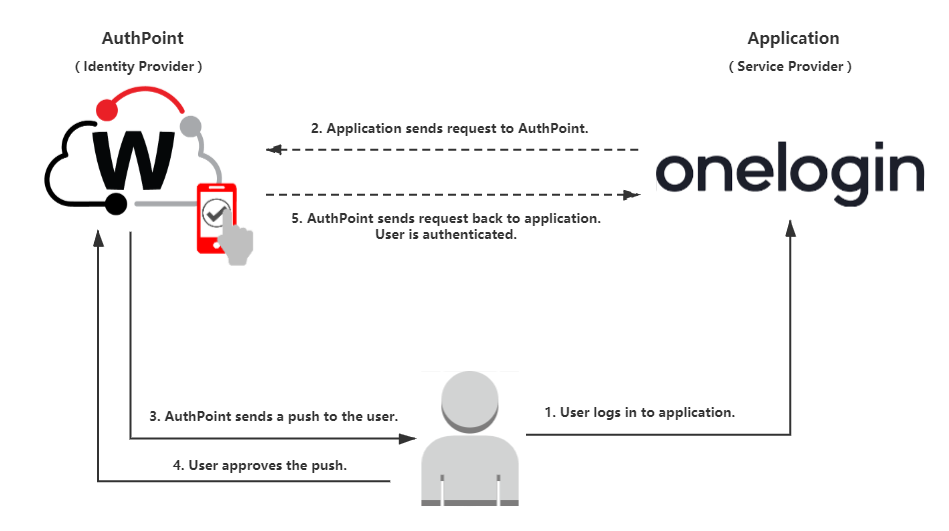 AuthPoint
( Identity Provider )
Application
( Service Provider )
W
onelogin
2. Application sends request to AuthPoint.
5. AuthPoint sends request back to application.
User is authenticated.
3. AuthPoint sends a push to the user.
1. User logs in to application.
4. User approves the push.